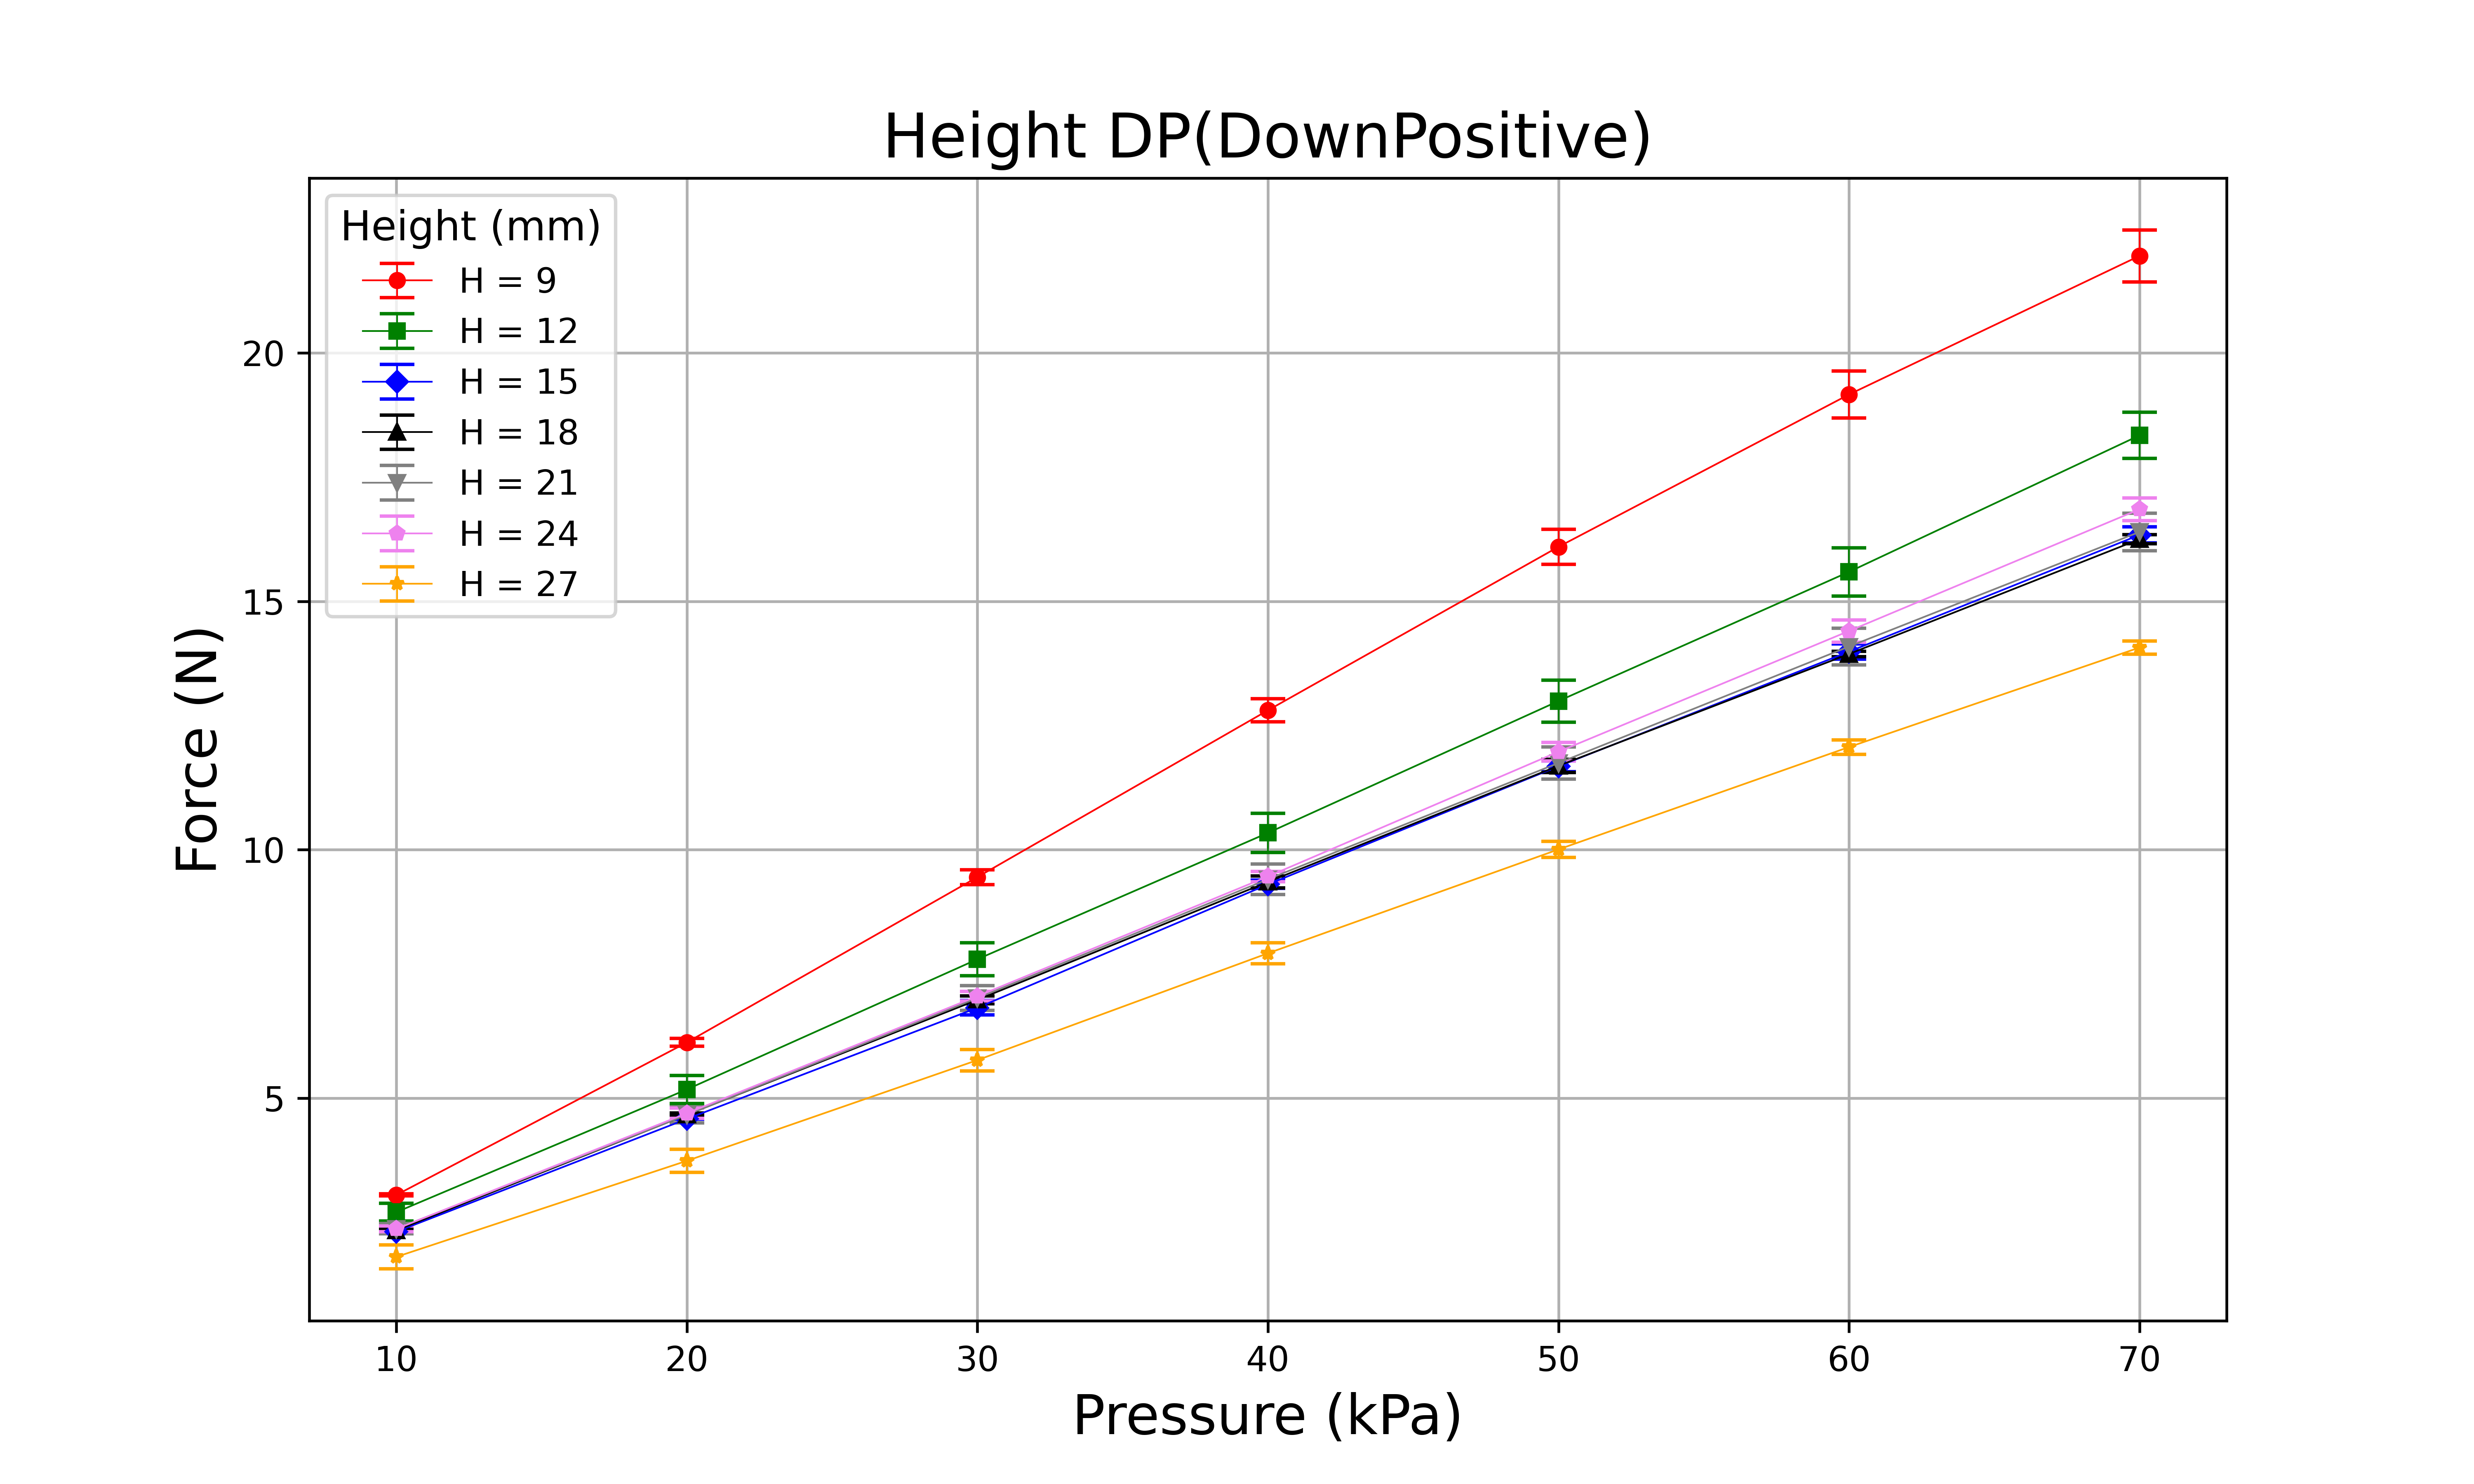 Height DP(DownPositive)
Height (mm)
H = 9
H = 12
H = 15
H = 18
H = 21
H = 24
H = 27
20
15
10
5
Force (N)
10 20 30 40 50 60 70
Pressure (kPa)